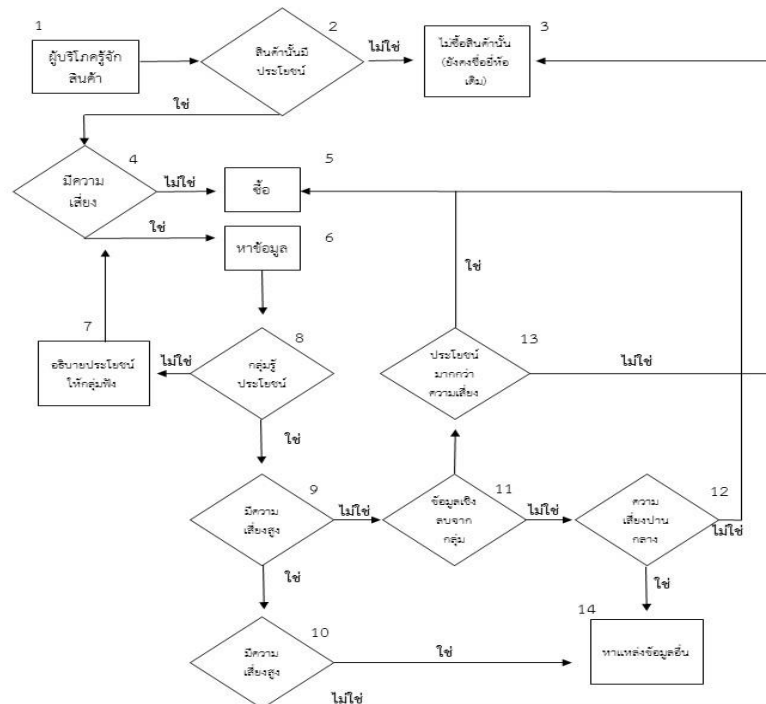 1
ผู้บริโภครู้จัก
สินค้า
2
สินค้านั้นมี
ประโยชน์
ไม่ใช่
3
ไม่ซื้อสินค้านั้น
(ยังคงซื่อยี่ห้อ
เดิม)
ใช่
4
มีความ
เสี่ยง
ไม่ใช่
5
ซื้อ
ใช่
6
หาข้อมูล
7
อธิบายประโยชน์
ให้กลุ่มฟัง
ไม่ใช่
8
กลุ่มรู้
ประโยชน์
ใช่
ใช่
13
ประโยชน์
มากกว่า
ความเสี่ยง
ไม่ใช่
9
มีความ
เสี่ยงสูง
ไม่ใช่
11
ข้อมูลเชิง
ลบจาก
กลุ่ม
ไม่ใช่
12
ความ
เสี่ยงปาน
กลาง
ไม่ใช่
ใช่
ใช่
10
มีความ
เสี่ยงสูง
ใช่
14
หาแหล่งข้อมูลอื่น
ไม่ใช่